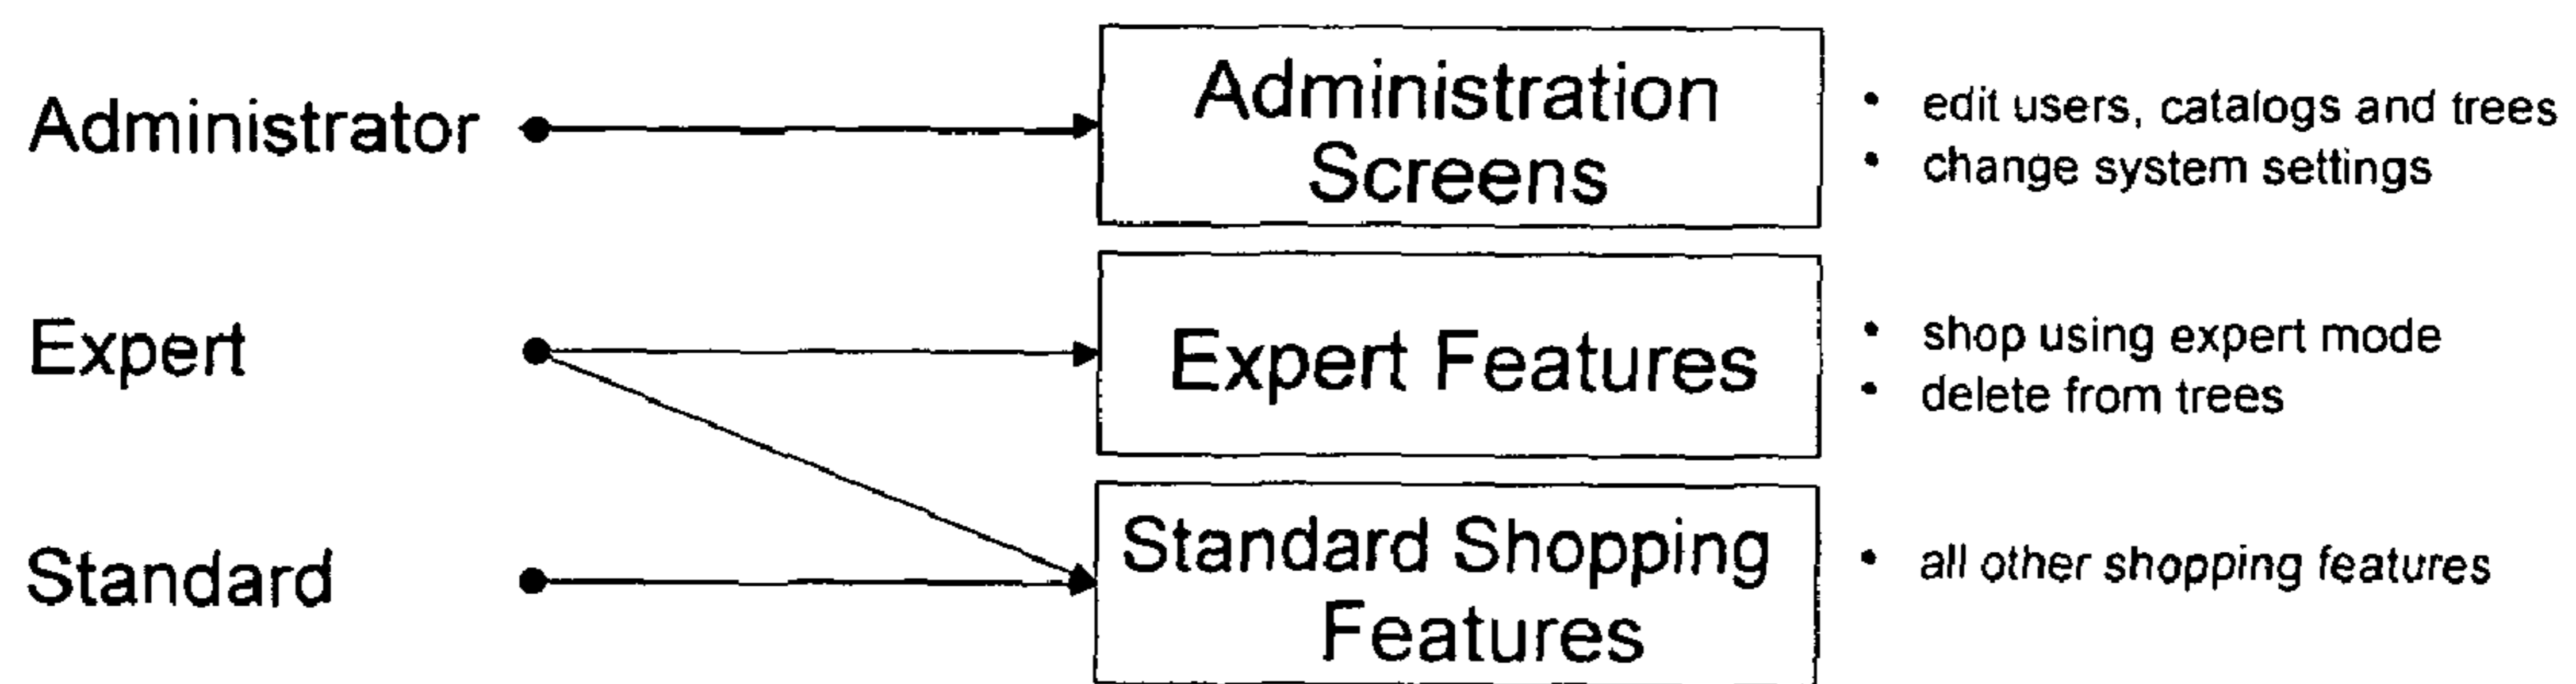 Administrator
Administration
Screens
• edit users, catalogs and trees
• change system settings
Expert
Expert Features
• shop using expert mode
• delete from trees
Standard
Standard Shopping
Features
• all other shopping features